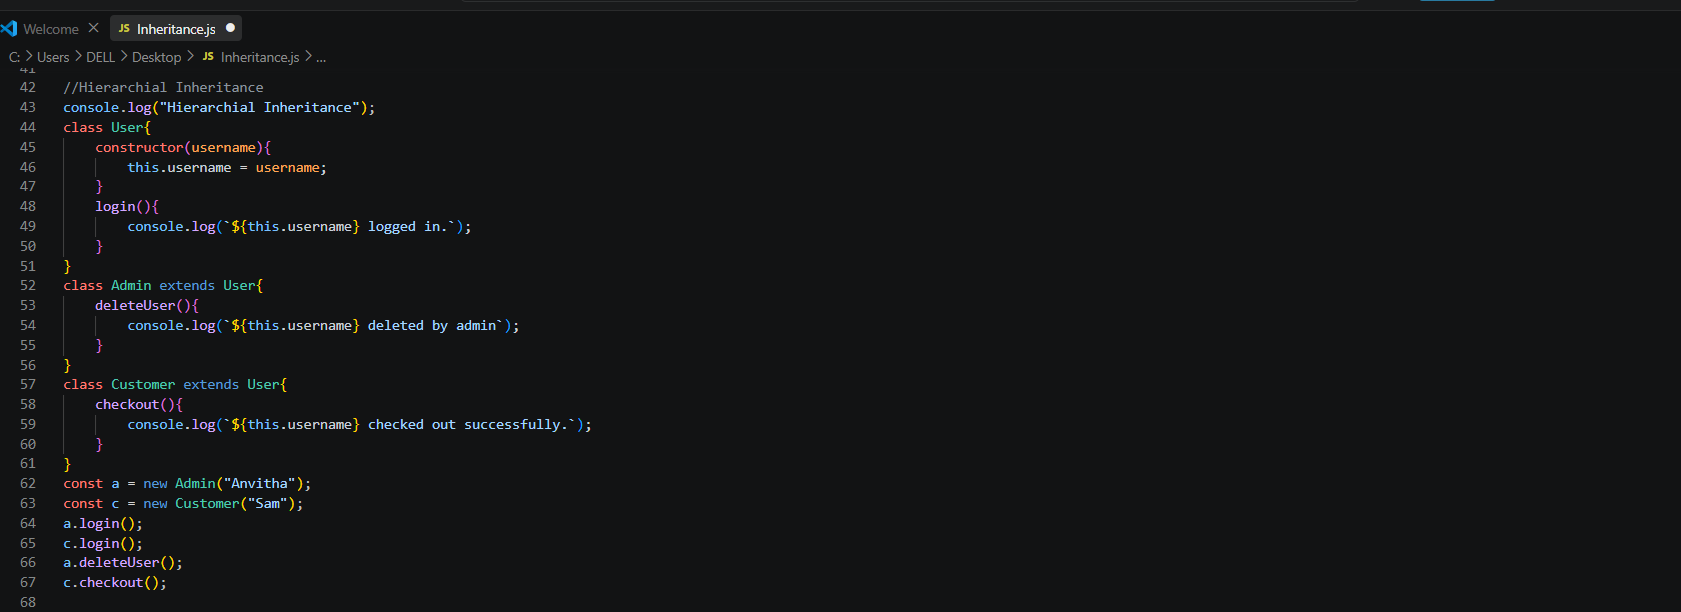 Welcome × JS Inheritance.js ●
C: > Users > DELL > Desktop > JS Inheritance.js > ...
41
42 //Hierarchial Inheritance
43 console.log("Hierarchial Inheritance");
44 class User{
45     constructor(username){
46         this.username = username;
47     }
48     login(){
49         console.log(`${this.username} logged in.`);
50     }
51 }
52 class Admin extends User{
53     deleteUser(){
54         console.log(`${this.username} deleted by admin`);
55     }
56 }
57 class Customer extends User{
58     checkout(){
59         console.log(`${this.username} checked out successfully.`);
60     }
61 }
62 const a = new Admin("Anvitha");
63 const c = new Customer("Sam");
64 a.login();
65 c.login();
66 a.deleteUser();
67 c.checkout();
68